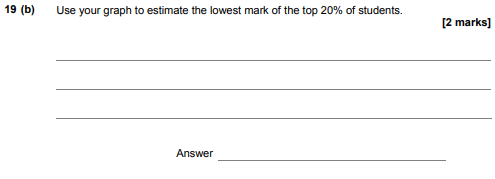 19 (b) Use your graph to estimate the lowest mark of the top 20% of students.
[2 marks]
Answer